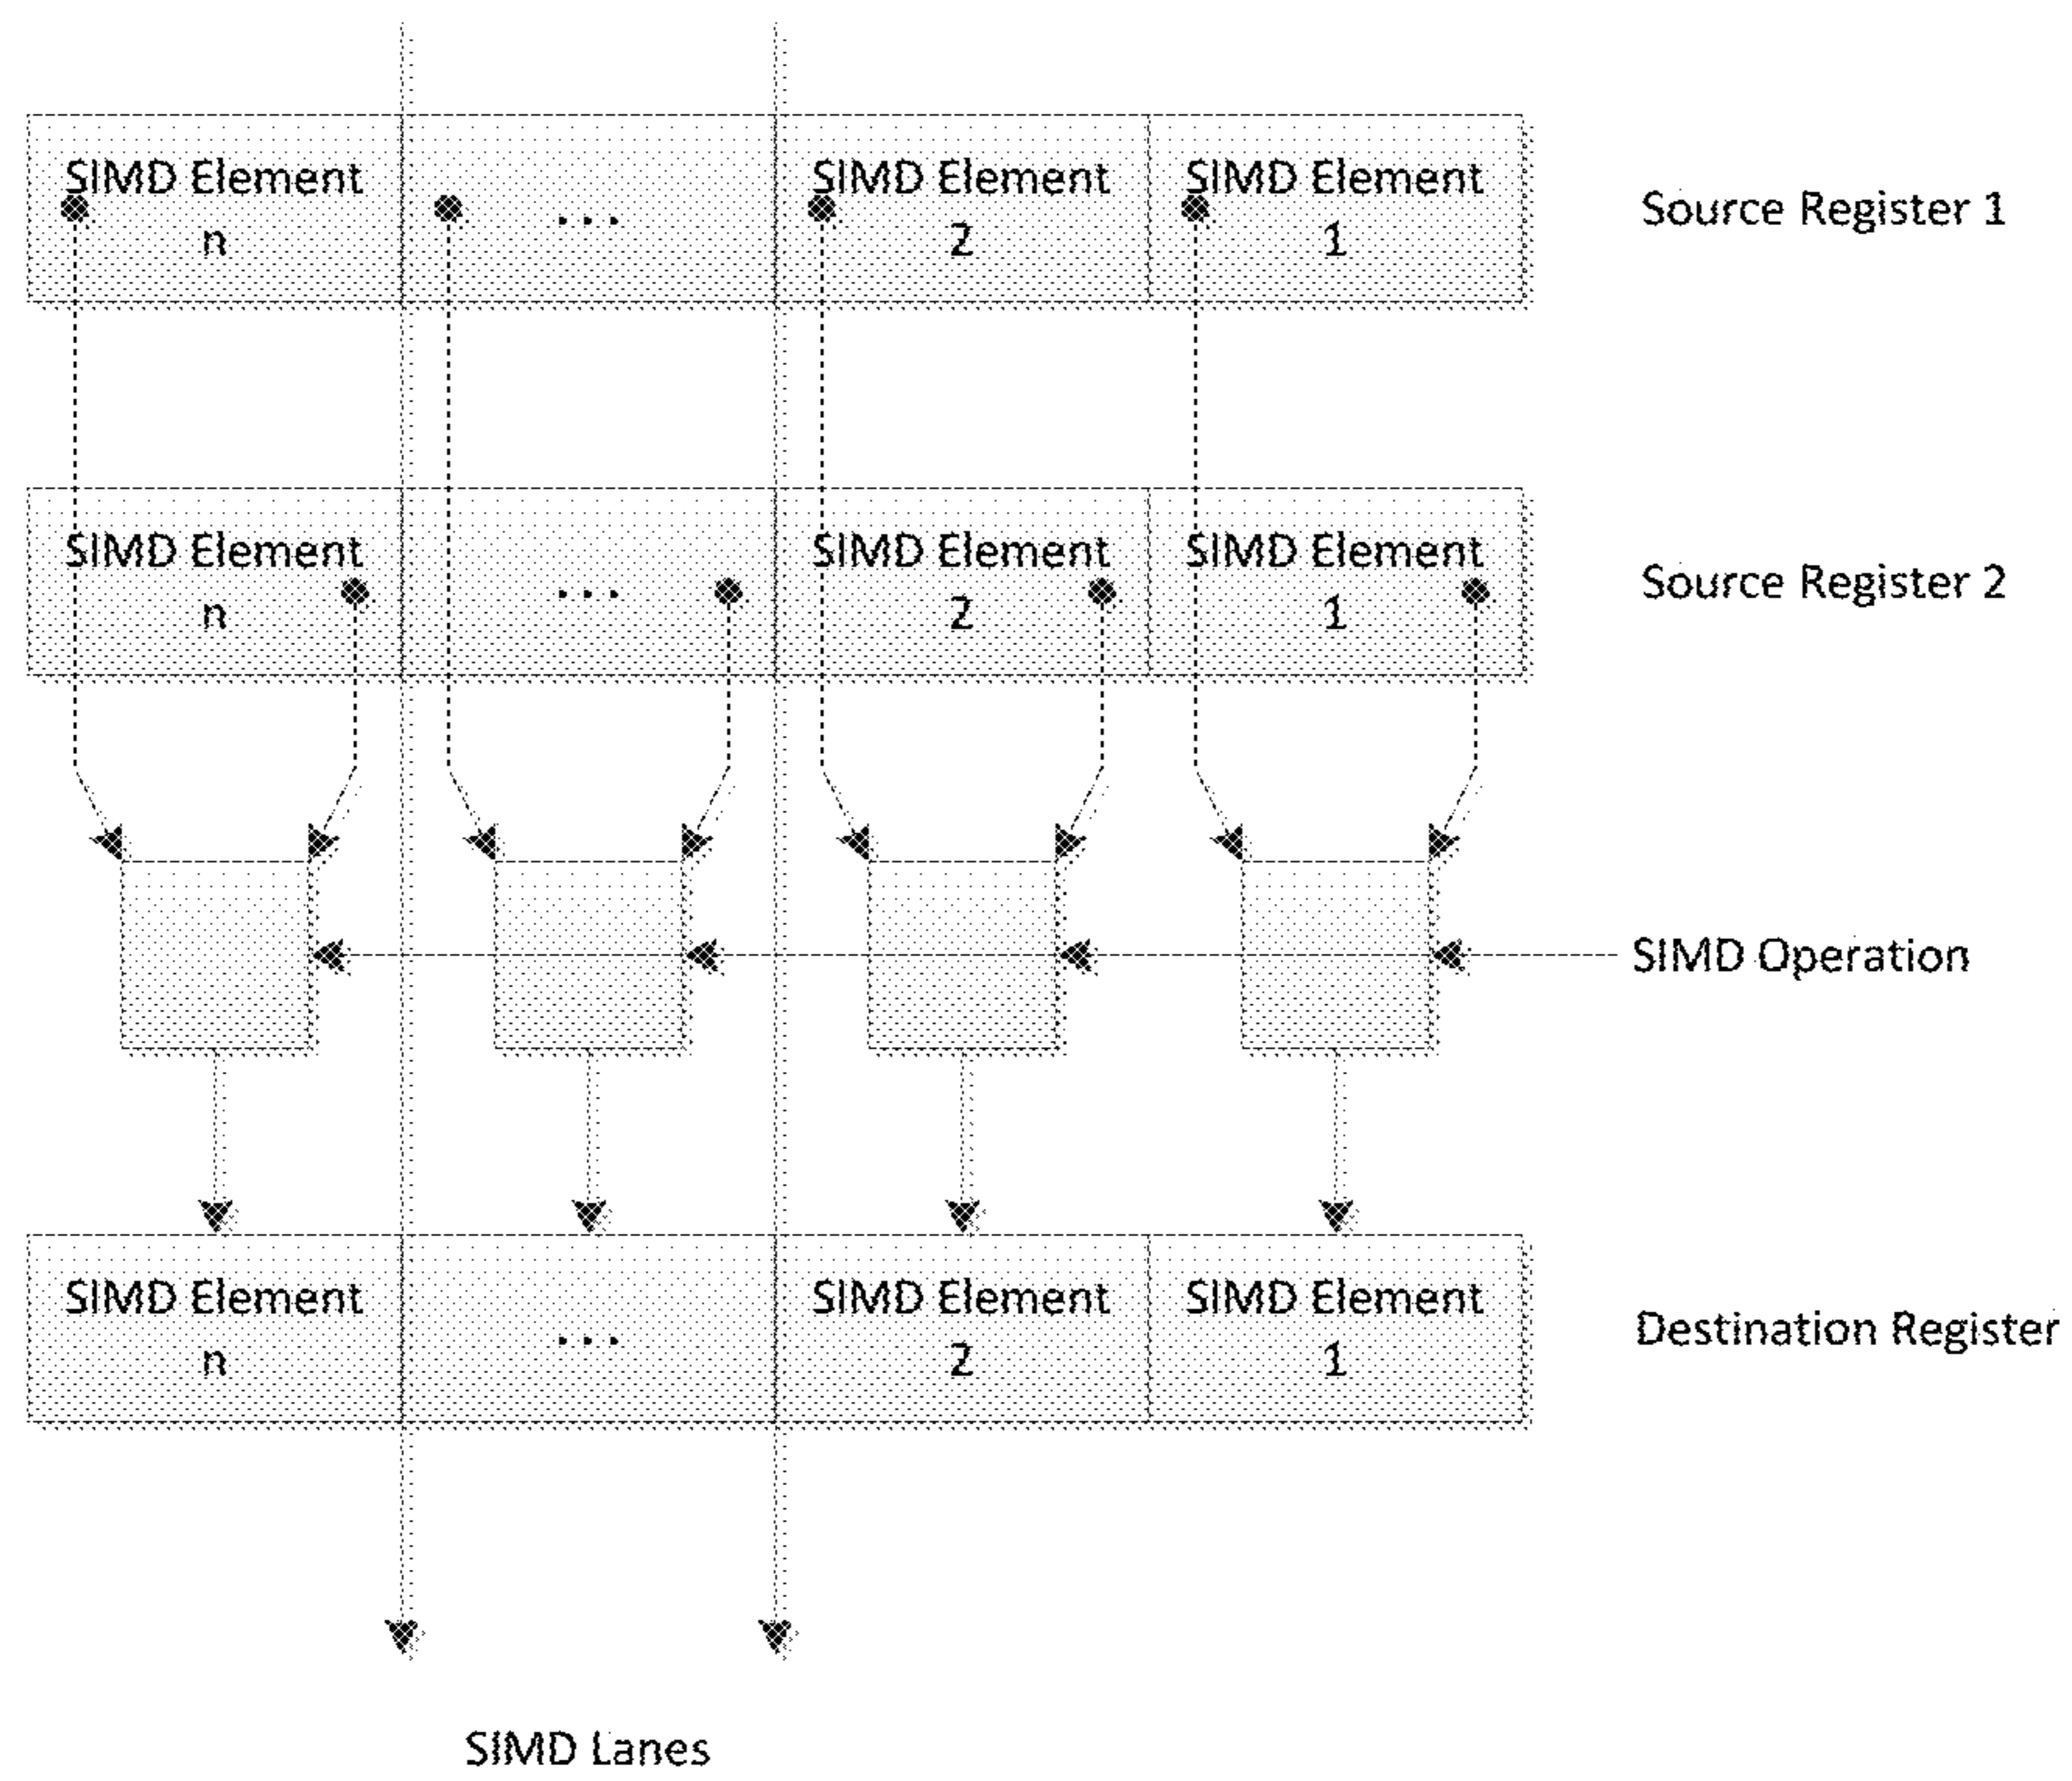 SIMD Element
n
...
SIMD Element
2
SIMD Element
1
Source Register 1
SIMD Element
n
...
SIMD Element
2
SIMD Element
1
Source Register 2
SIMD Operation
SIMD Element
n
...
SIMD Element
2
SIMD Element
1
Destination Register
SIMD Lanes